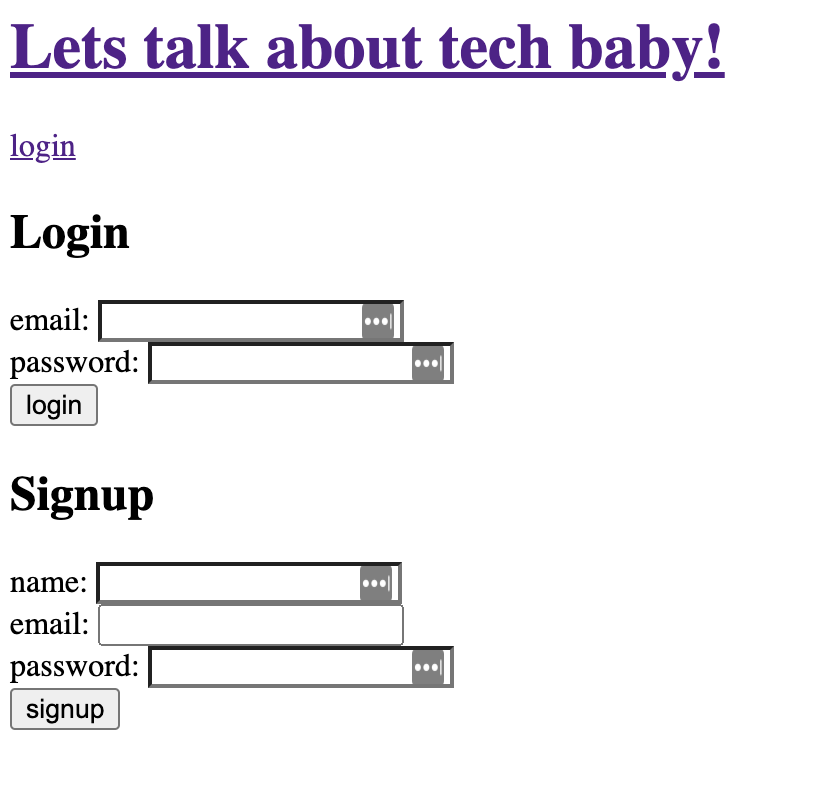 Lets talk about tech baby!
login
Login
email:
password:
login
Signup
name:
email:
password:
signup